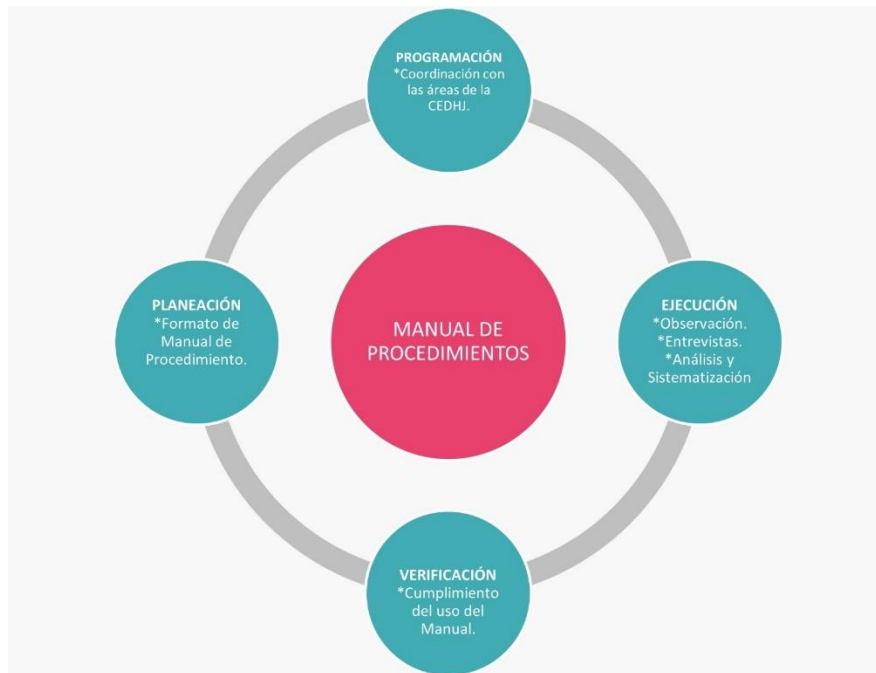 PROGRAMACIÓN
*Coordinación con
las áreas de la
CEDHJ.
PLANEACIÓN
*Formato de
Manual de
Procedimiento.
MANUAL DE
PROCEDIMIENTOS
EJECUCIÓN
*Observación.
*Entrevistas.
*Análisis y
Sistematización
VERIFICACIÓN
*Cumplimiento
del uso del
Manual.